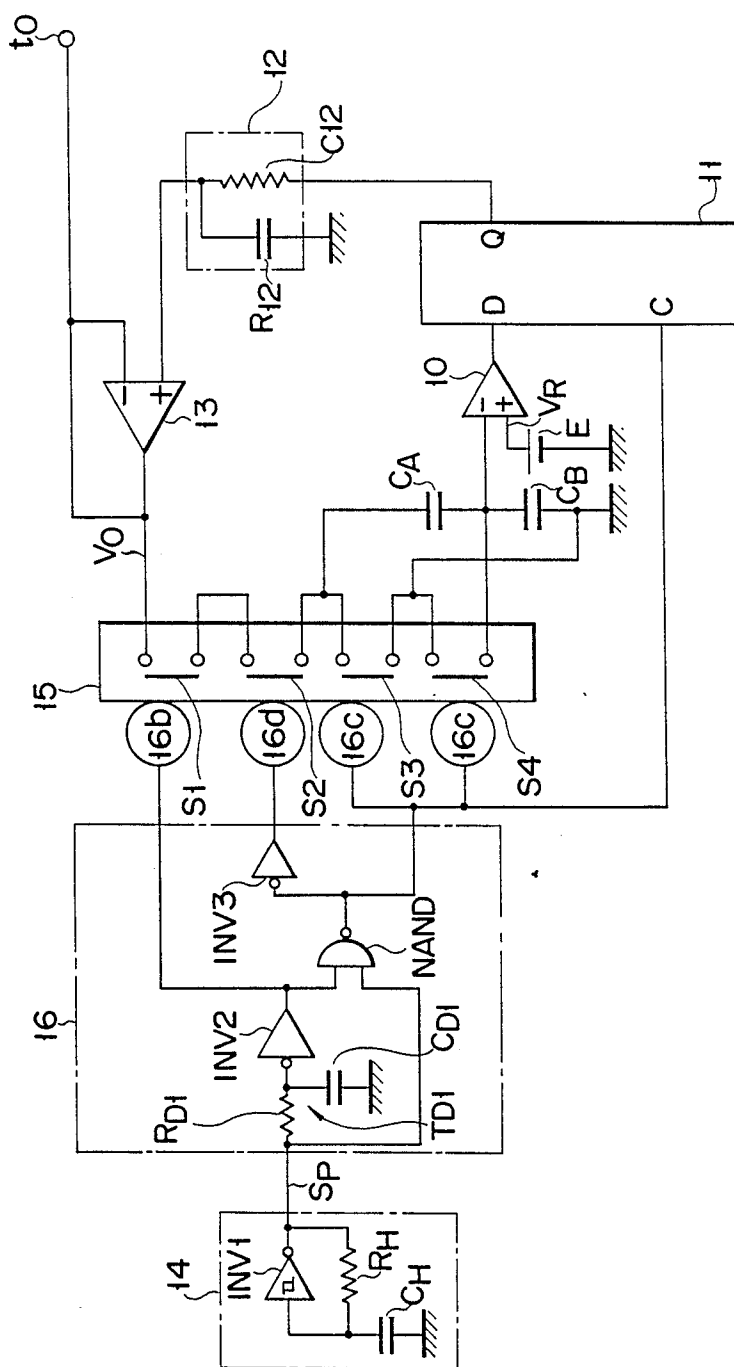 tO
12
C12
R12
13
VO
11
Q
D
C
10
VR
E
CA
CB
15
16b
16d
16c
16c
S1
S2
S3
S4
16
INV3
NAND
INV2
CD1
RD1
TD1
SP
14
INV1
RH
CH